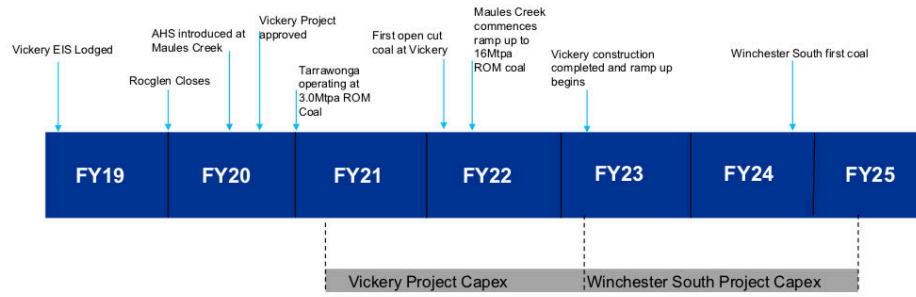 Vickery EIS Lodged
Rocglen Closes
AHS introduced at
Maules Creek
Vickery Project
approved
Tarrawonga
operating at
3.0Mtpa ROM
Coal
First open cut
coal at Vickery
Maules Creek
commences
ramp up to
16Mtpa
ROM coal
Vickery construction
completed and ramp up
begins
Winchester South first coal
FY19
FY20
FY21
FY22
FY23
FY24
FY25
Vickery Project Capex
Winchester South Project Capex